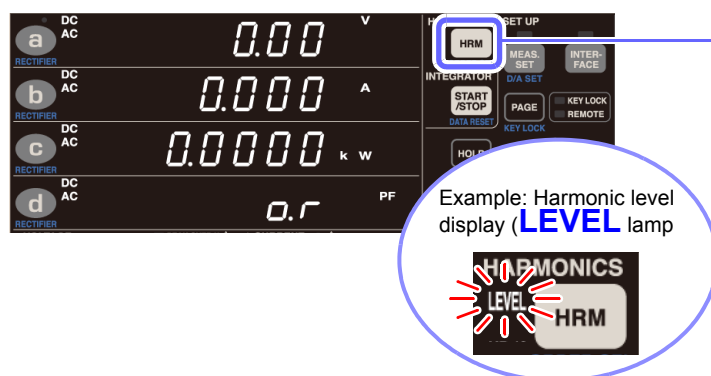 DC
AC
a
RECTIFIER
0.00
V
DC
AC
b
RECTIFIER
0.000
A
DC
AC
c
RECTIFIER
0.0000
k W
DC
AC
d
RECTIFIER
o.r
PF
SET UP
HRM
MEAS.
SET
INTER-
FACE
INTEGRATOR
D/A SET
START
/STOP
PAGE
KEY LOCK
REMOTE
DATA RESET
KEY LOCK
Example: Harmonic level
display (LEVEL lamp
HARMONICS
LEVEL
HRM